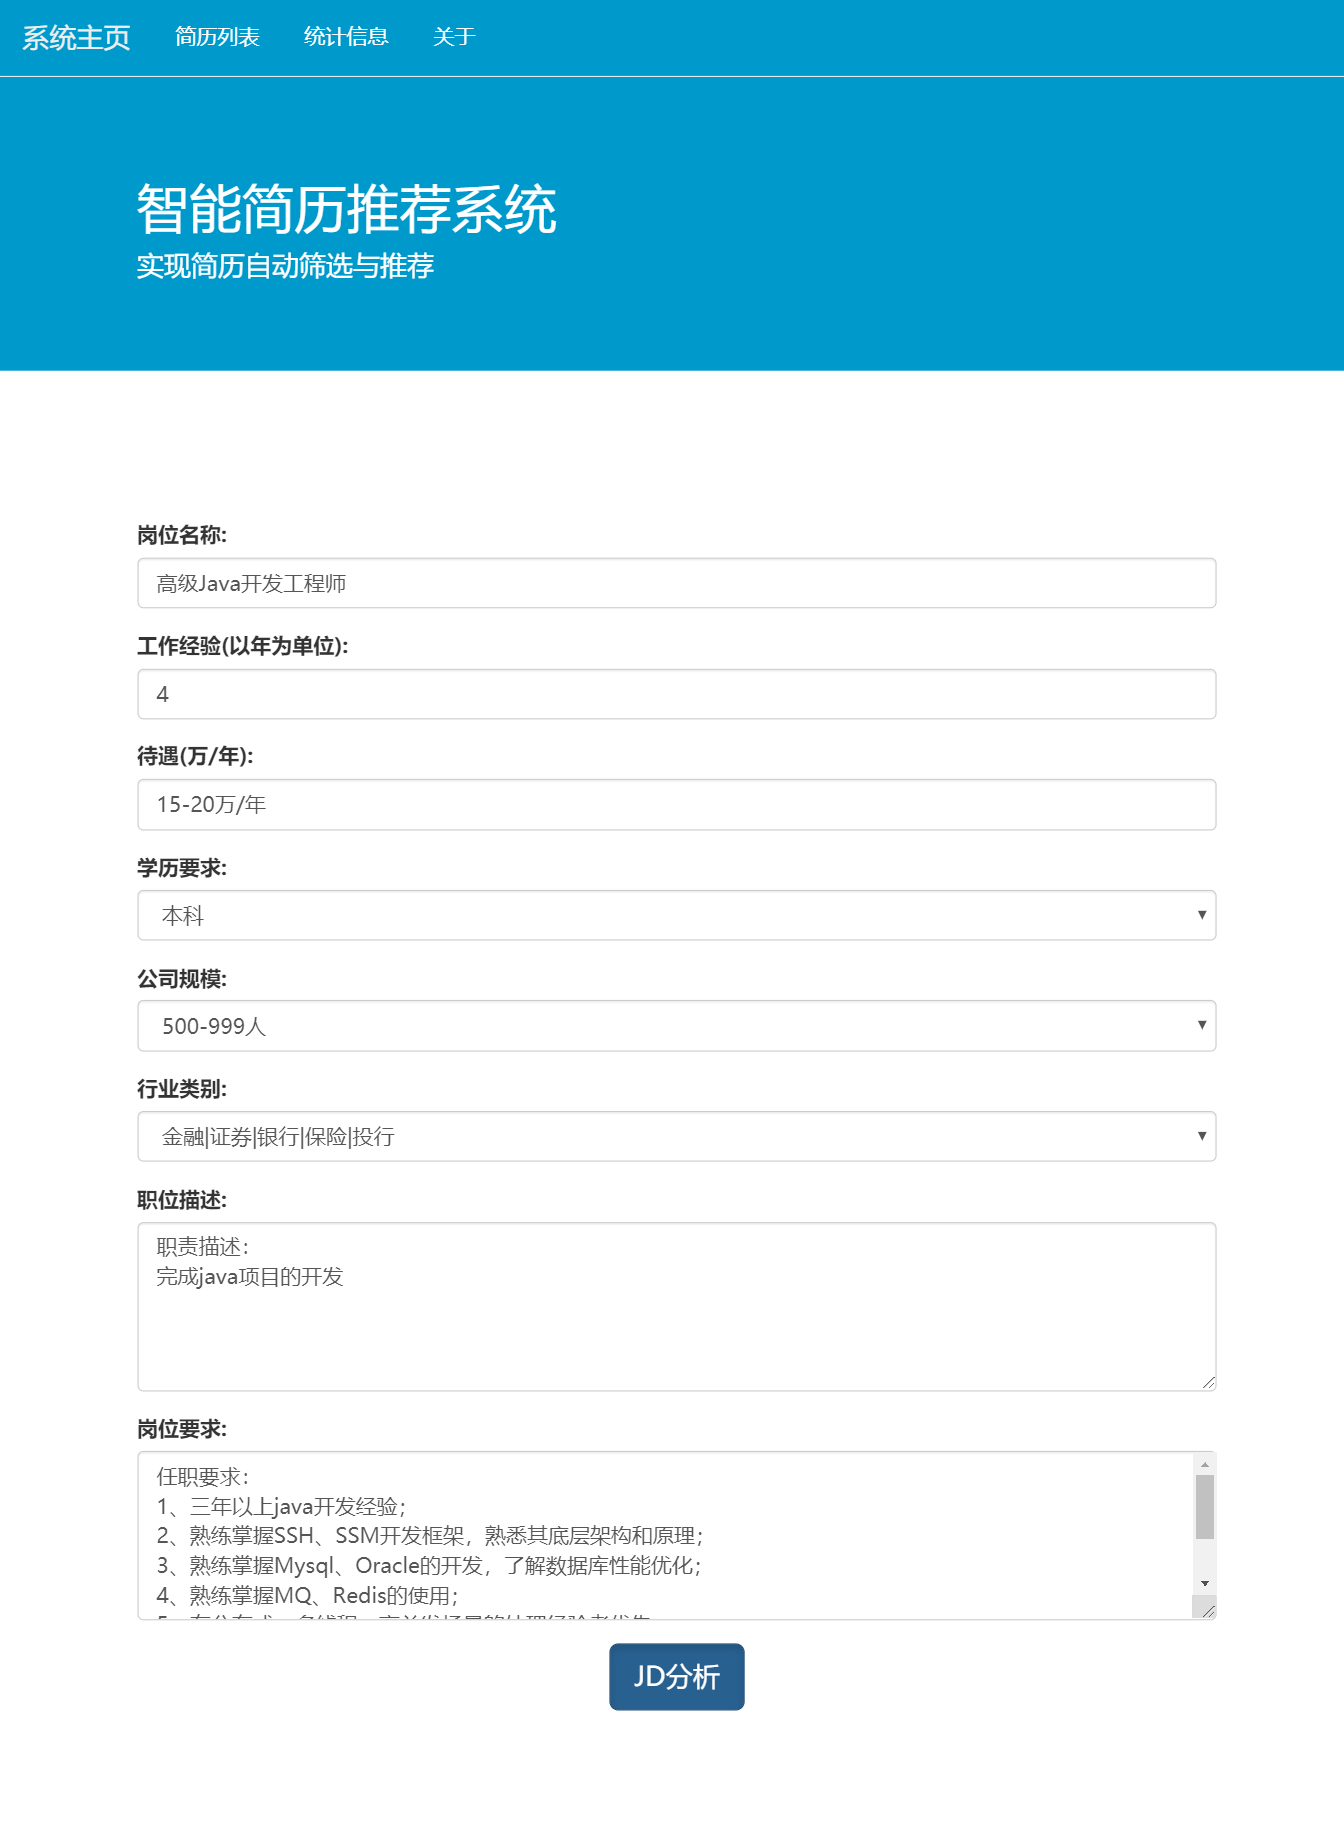 系统主页 简历列表 统计信息 关于
智能简历推荐系统
实现简历自动筛选与推荐
岗位名称:
高级Java开发工程师
工作经验(以年为单位):
4
待遇(万/年):
15-20万/年
学历要求:
本科
公司规模:
500-999人
行业类别:
金融|证券|银行|保险|投行
职位描述:
职责描述：
完成java项目的开发
岗位要求:
任职要求：
1、三年以上java开发经验；
2、熟练掌握SSH、SSM开发框架，熟悉其底层架构和原理；
3、熟练掌握Mysql、Oracle的开发，了解数据库性能优化；
4、熟练掌握MQ、Redis的使用；
JD分析